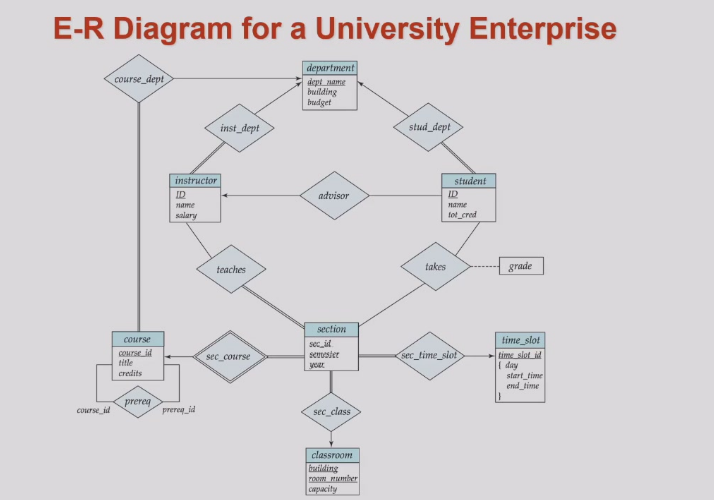 E-R Diagram for a University Enterprise
course_dept
department
dept_name
building
budget
inst_dept
stud_dept
instructor
ID
name
salary
advisor
student
ID
name
tot_cred
teaches
takes
grade
course
course_id
title
credits
sec_course
section
sec_id
semester
year
sec_time_slot
time_slot
time_slot_id
{ day
start_time
end_time
}
prereq
course_id
prereq_id
sec_class
classroom
building
room_number
capacity